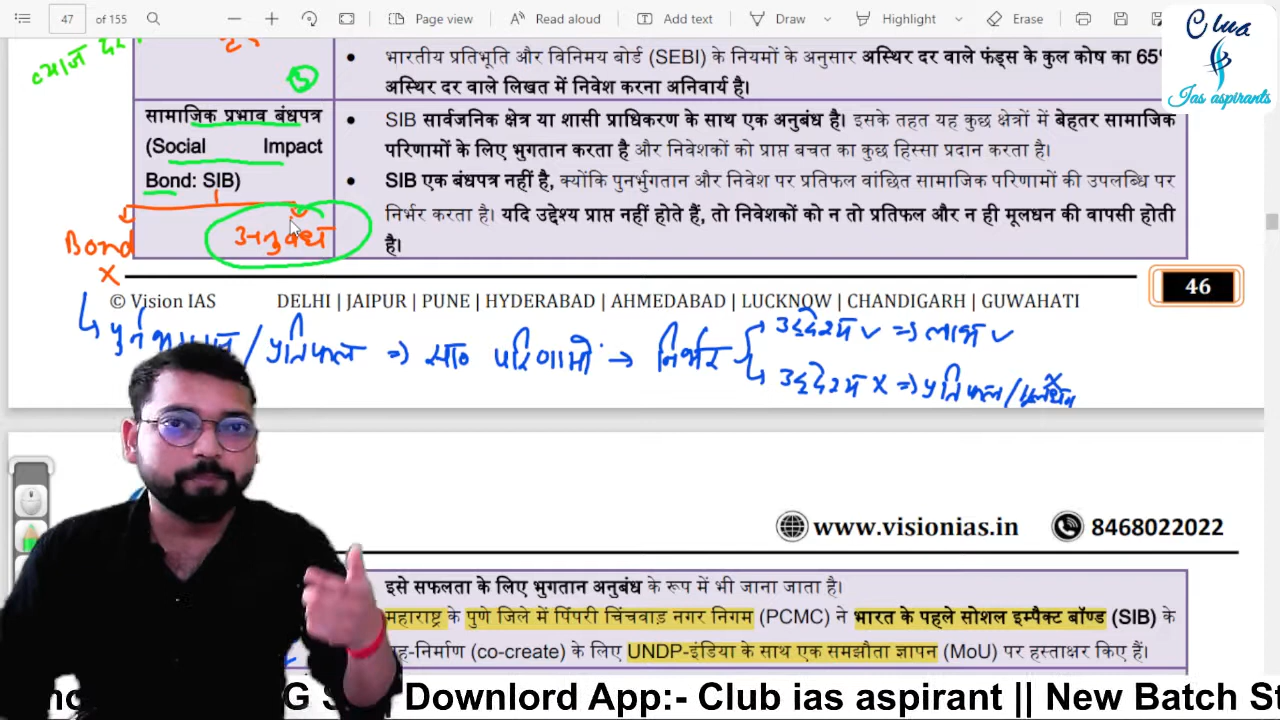 47 of 155
Page view
Read aloud
Add text
Draw
Highlight
Erase
Club
Ias aspirants
भारतीय प्रतिभूति और विनिमय बोर्ड (SEBI) के नियमों के अनुसार अस्थिर दर वाले फंड्स के कुल कोष का 65%
अस्थिर दर वाले लिखत में निवेश करना अनिवार्य है।
सामाजिक प्रभाव बंधपत्र
(Social Impact
Bond: SIB)
SIB सार्वजनिक क्षेत्र या शासी प्राधिकरण के साथ एक अनुबंध है। इसके तहत यह कुछ क्षेत्रों में बेहतर सामाजिक
परिणामों के लिए भुगतान करता है और निवेशकों को प्राप्त बचत का कुछ हिस्सा प्रदान करता है।
SIB एक बंधपत्र नहीं है, क्योंकि पुनर्भुगतान और निवेश पर प्रतिफल वांछित सामाजिक परिणामों की उपलब्धि पर
निर्भर करता है। यदि उद्देश्य प्राप्त नहीं होते हैं, तो निवेशकों को न तो प्रतिफल और न ही मूलधन की वापसी होती
है।
Bond अनुबंध
X
© Vision IAS DELHI | JAIPUR | PUNE | HYDERABAD | AHMEDABAD | LUCKNOW | CHANDIGARH | GUWAHATI 46
/ प्रतिफल => सा० परिणामों -> निर्भर
उद्देश्य ✓ => लाभ ✓
उद्देश्य X => प्रतिफल/मूलधन X
www.visionias.in 8468022022
इसे सफलता के लिए भुगतान अनुबंध के रूप में भी जाना जाता है।
महाराष्ट्र के पुणे जिले में पिंपरी चिंचवाड़ नगर निगम (PCMC) ने भारत के पहले सोशल इम्पैक्ट बॉण्ड (SIB) के
सह-निर्माण (co-create) के लिए UNDP-इंडिया के साथ एक समझौता ज्ञापन (MoU) पर हस्ताक्षर किए हैं।
Downlord App:- Club ias aspirant || New Batch St